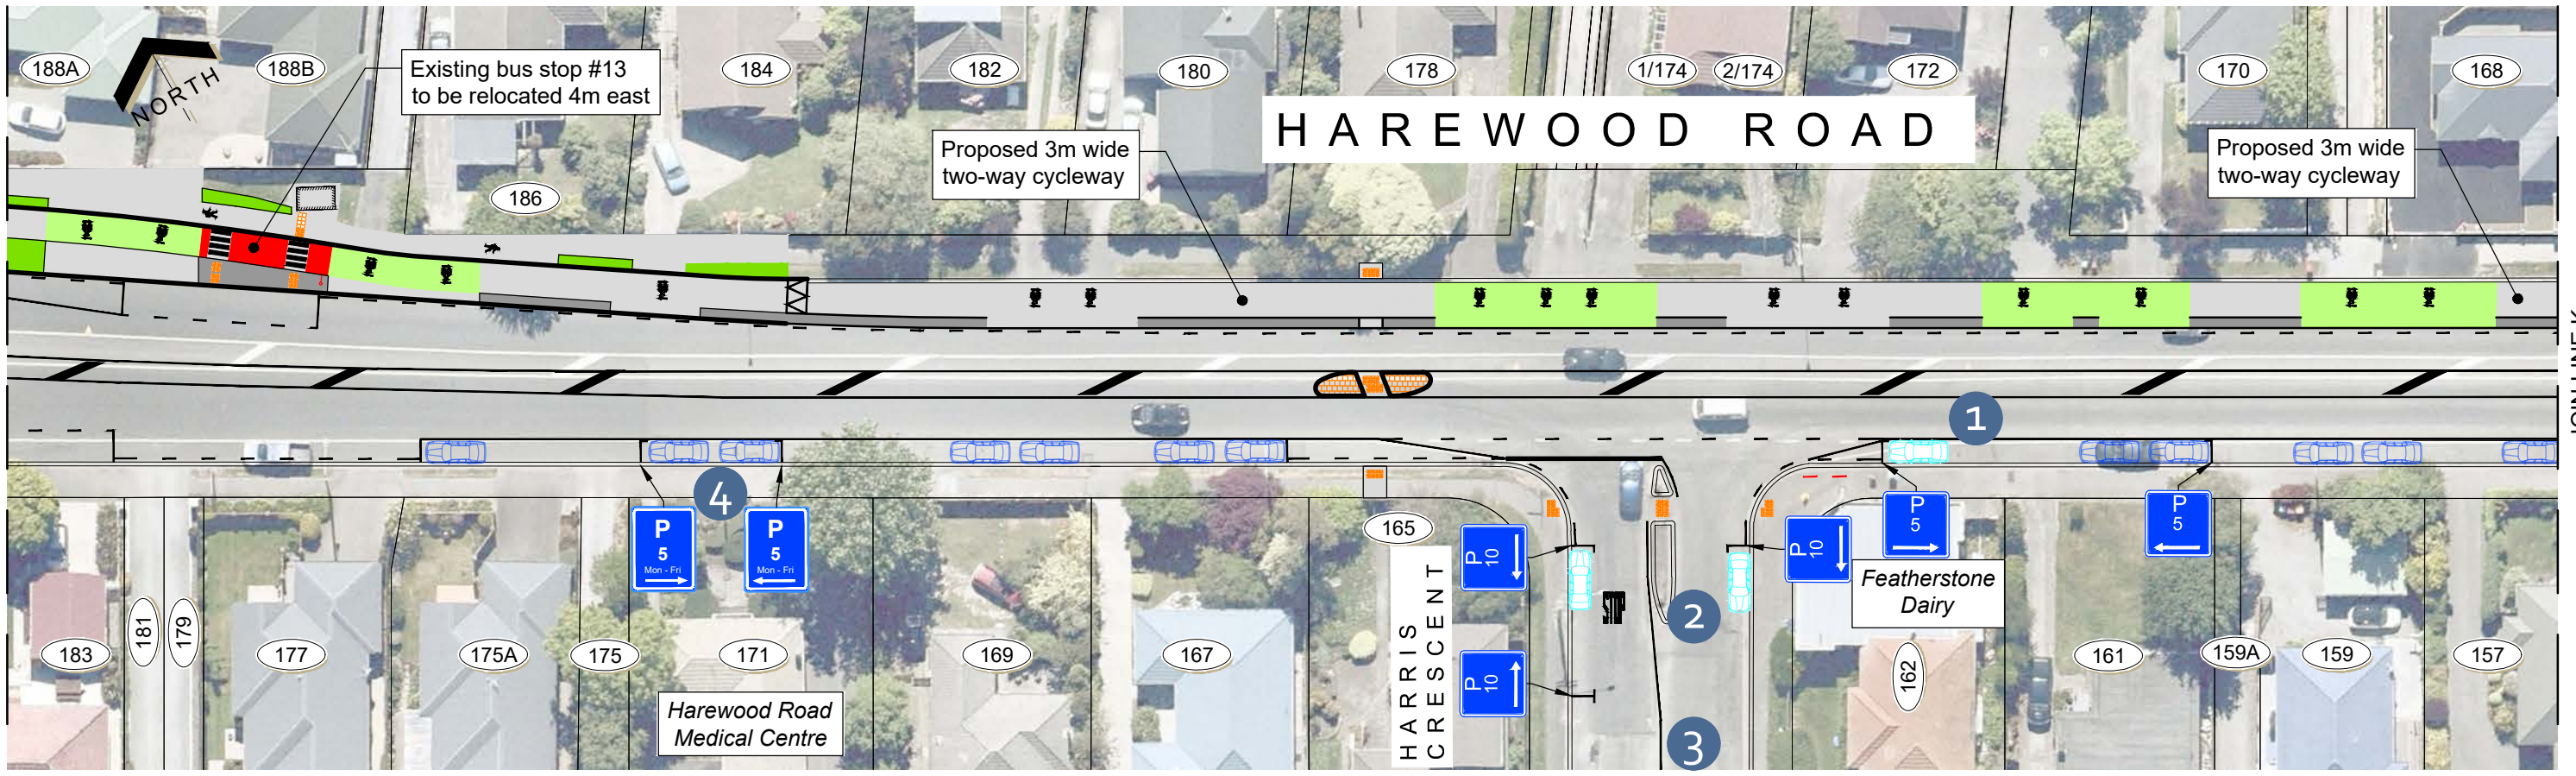 188A
188B
184
182
180
178
1/174
2/174
172
170
168
NORTH
Existing bus stop #13
to be relocated 4m east
HAREWOOD ROAD
Proposed 3m wide
two-way cycleway
Proposed 3m wide
two-way cycleway
186
JOIN LINE K
1
4
P
5
Mon - Fri
P
5
Mon - Fri
165
P
10
P
10
P
5
P
5
Featherstone
Dairy
HARRIS
CRESCENT
2
P
10
3
183
181
179
177
175A
175
171
169
167
162
161
159A
159
157
Harewood Road
Medical Centre